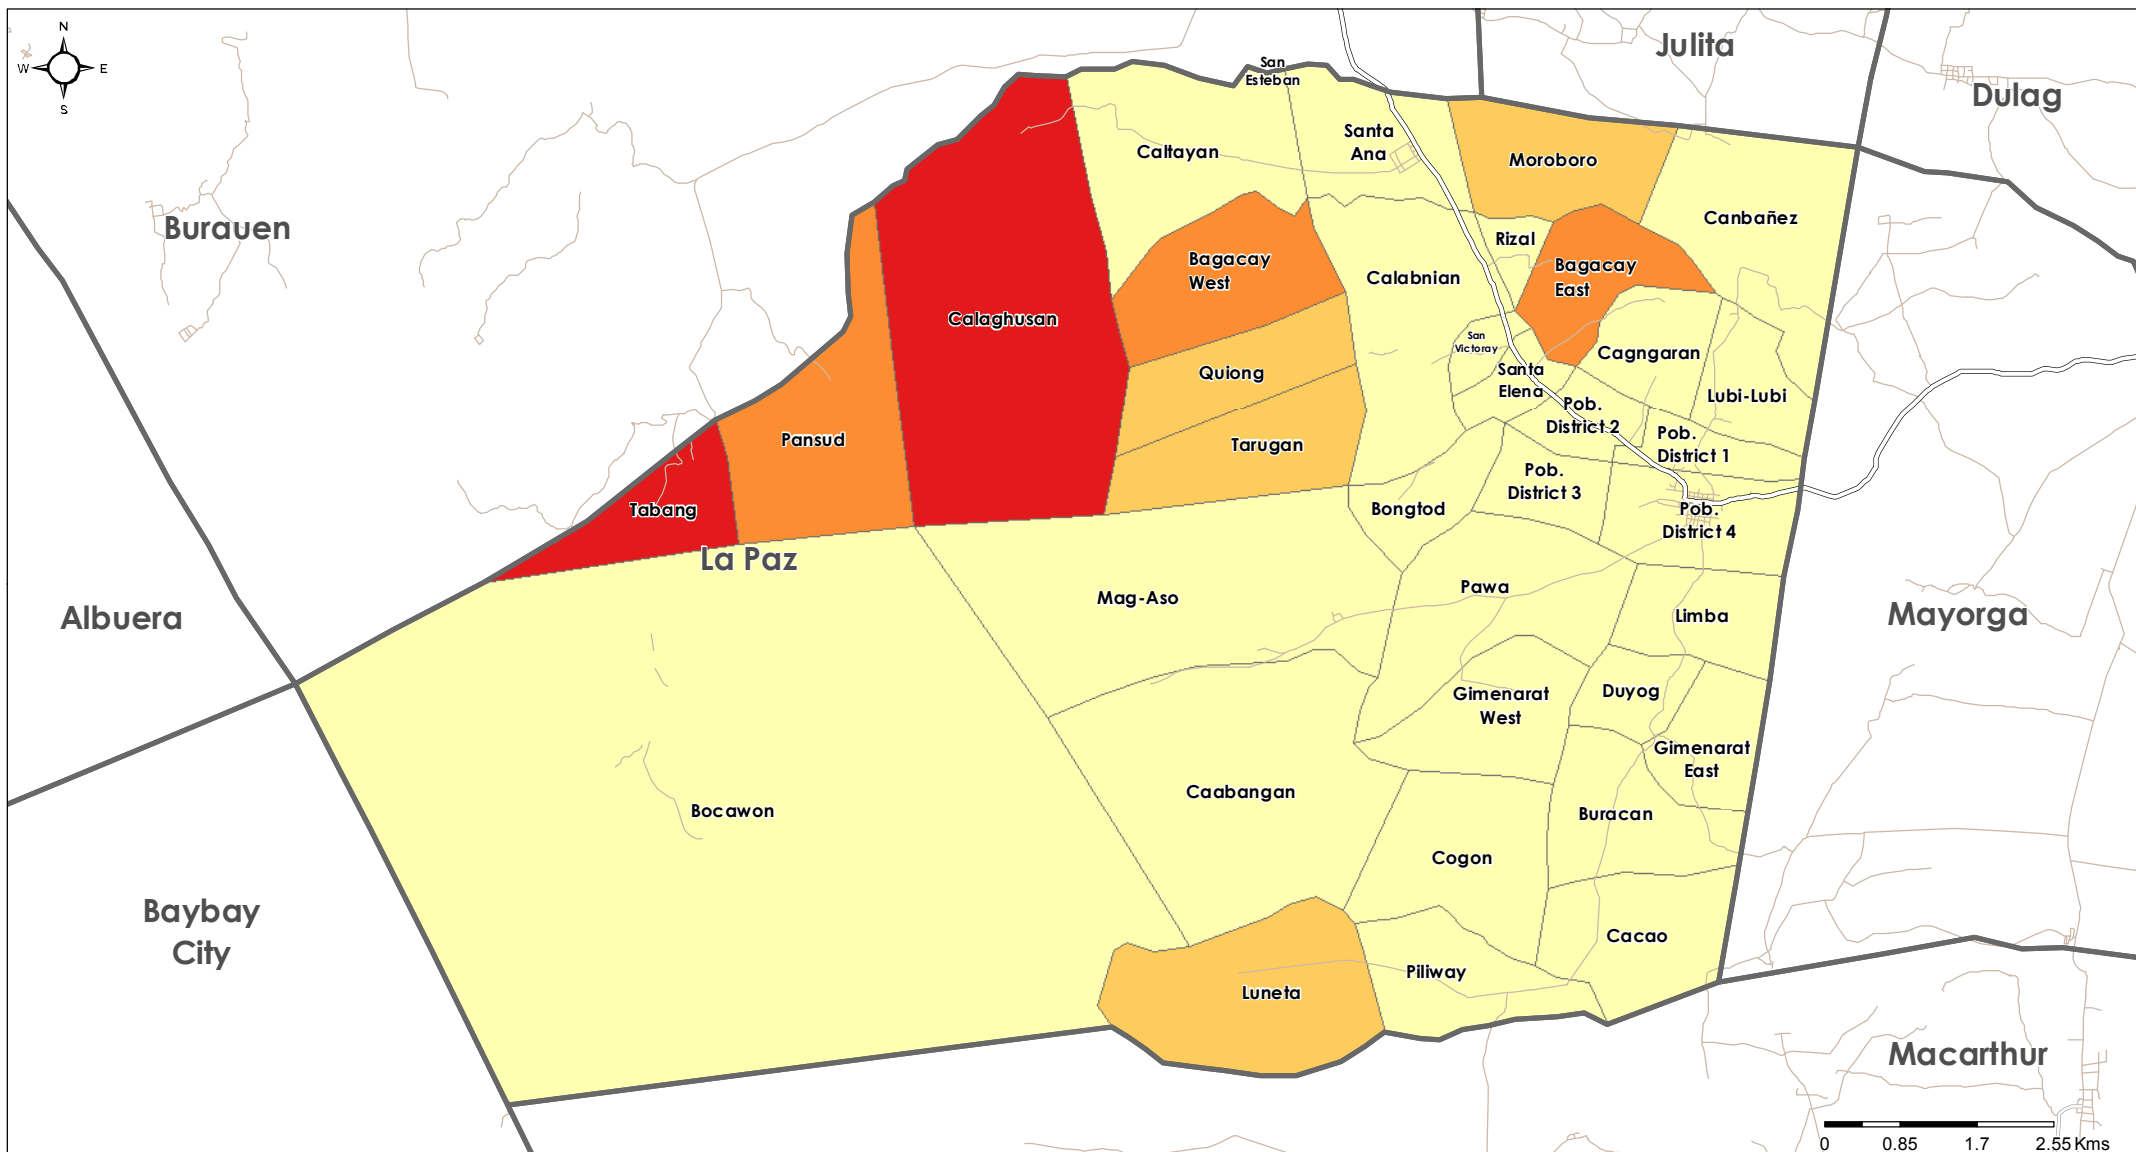 N
W E
S
Julita
Dulag
Burauen
Albuera
Baybay
City
Mayorga
Macarthur
La Paz
San
Esteban
Caltayan
Santa
Ana
Moroboro
Canbañez
Rizal
Bagacay
West
Bagacay
East
Calabnian
Calaghusan
San
Victoray
Cagngaran
Quiong
Santa
Elena
Lubi-Lubi
Pob.
District 2
Pansud
Tarugan
Pob.
District 1
Pob.
District 3
Tabang
Bongtod
Pob.
District 4
Mag-Aso
Pawa
Limba
Gimenarat
West
Duyog
Gimenarat
East
Caabangan
Bocawon
Buracan
Cogon
Cacao
Piliway
Luneta
0 0.85 1.7 2.55 Kms